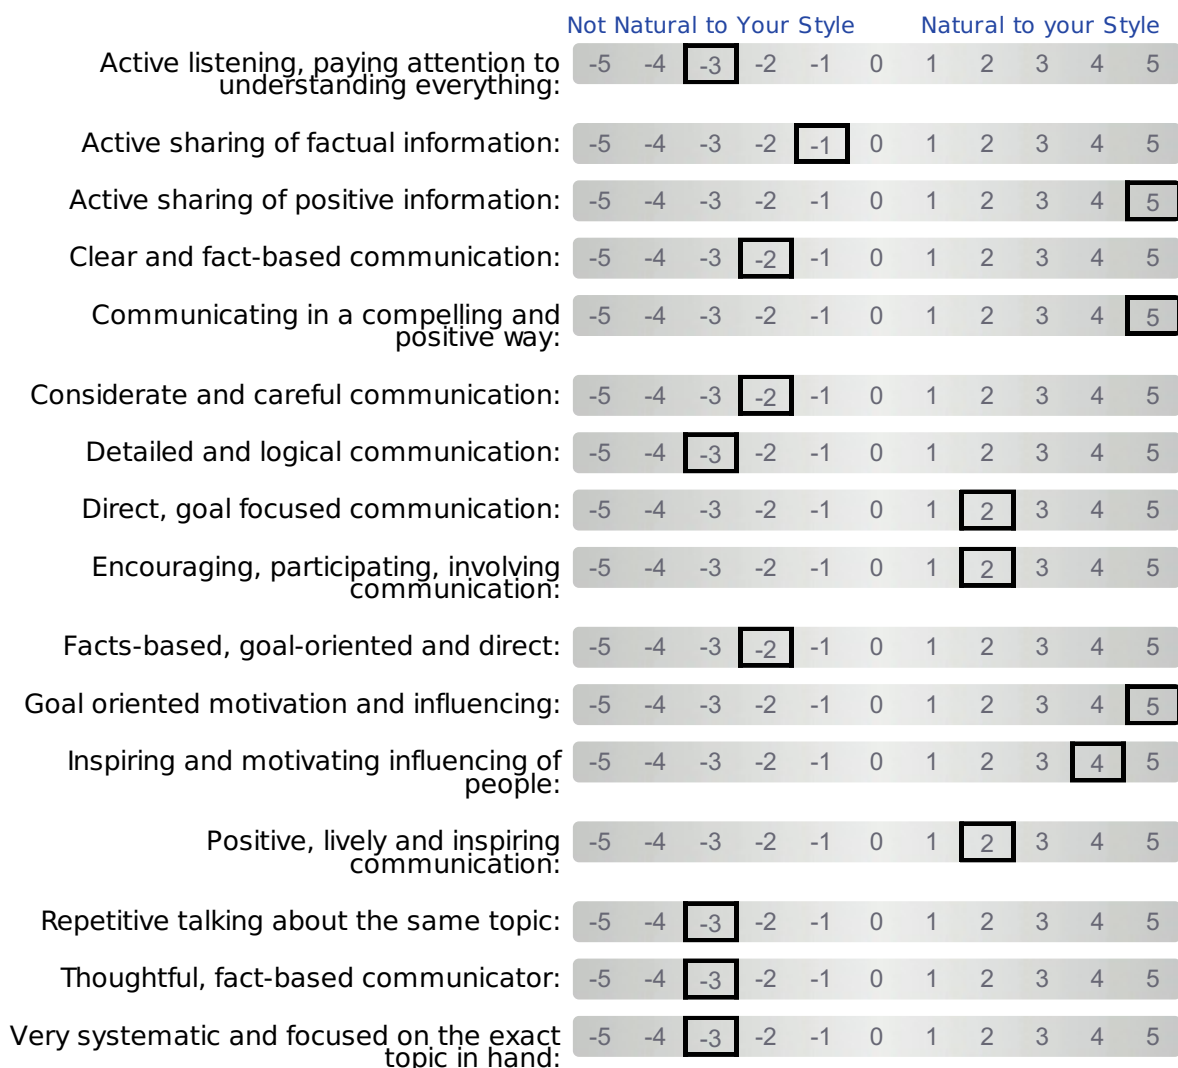 Not Natural to Your Style Natural to your Style
Active listening, paying attention to -5 -4 -3 -2 -1 0 1 2 3 4 5
understanding everything:
Active sharing of factual information: -5 -4 -3 -2 -1 0 1 2 3 4 5
Active sharing of positive information: -5 -4 -3 -2 -1 0 1 2 3 4 5
Clear and fact-based communication: -5 -4 -3 -2 -1 0 1 2 3 4 5
Communicating in a compelling and -5 -4 -3 -2 -1 0 1 2 3 4 5
positive way:
Considerate and careful communication: -5 -4 -3 -2 -1 0 1 2 3 4 5
Detailed and logical communication: -5 -4 -3 -2 -1 0 1 2 3 4 5
Direct, goal focused communication: -5 -4 -3 -2 -1 0 1 2 3 4 5
Encouraging, participating, involving -5 -4 -3 -2 -1 0 1 2 3 4 5
communication:
Facts-based, goal-oriented and direct: -5 -4 -3 -2 -1 0 1 2 3 4 5
Goal oriented motivation and influencing: -5 -4 -3 -2 -1 0 1 2 3 4 5
Inspiring and motivating influencing of -5 -4 -3 -2 -1 0 1 2 3 4 5
people:
Positive, lively and inspiring -5 -4 -3 -2 -1 0 1 2 3 4 5
communication:
Repetitive talking about the same topic: -5 -4 -3 -2 -1 0 1 2 3 4 5
Thoughtful, fact-based communicator: -5 -4 -3 -2 -1 0 1 2 3 4 5
Very systematic and focused on the exact -5 -4 -3 -2 -1 0 1 2 3 4 5
topic in hand: